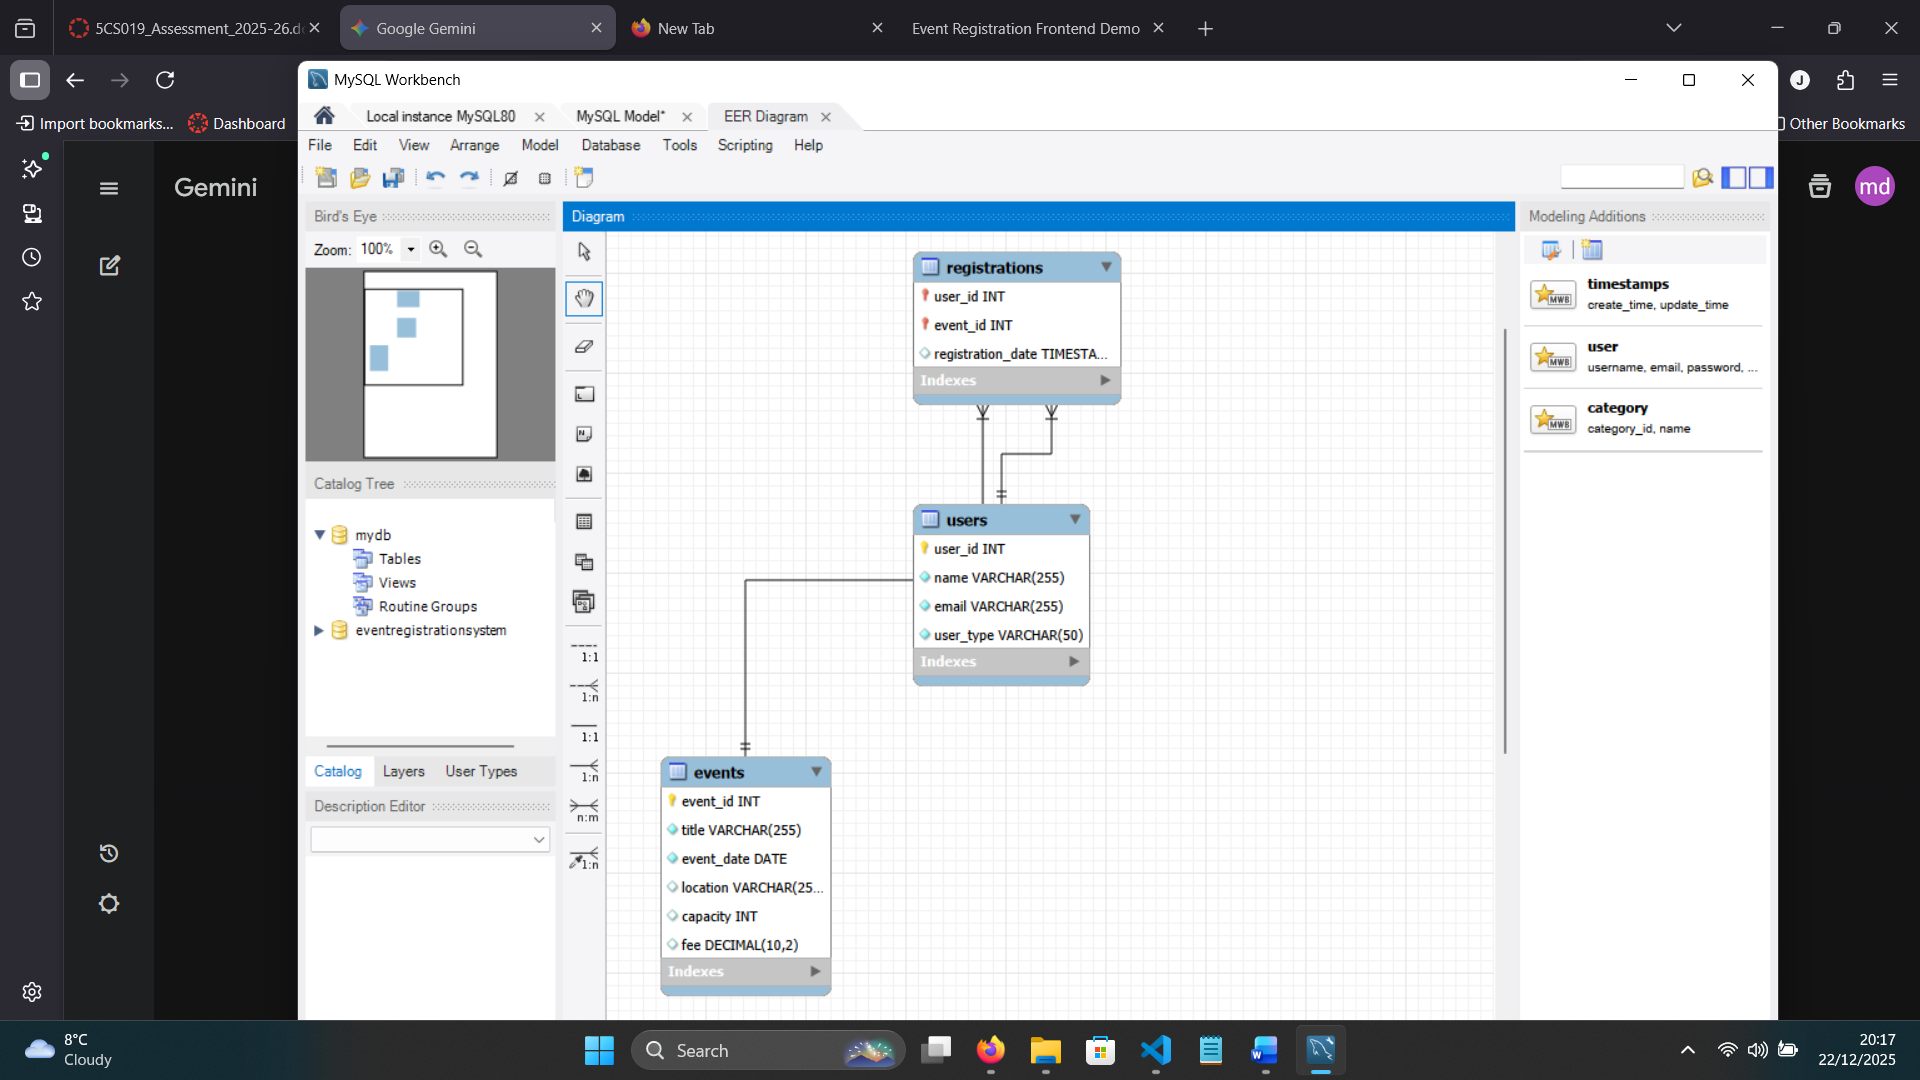 5CS019_Assessment_2025-26.d
Google Gemini
New Tab
Event Registration Frontend Demo
Import bookmarks...
Dashboard
Other Bookmarks
J
Gemini
md
MySQL Workbench
Local instance MySQL80
MySQL Model*
EER Diagram
File Edit View Arrange Model Database Tools Scripting Help
Bird's Eye
Zoom: 100%
Catalog Tree
mydb
Tables
Views
Routine Groups
eventregistrationsystem
Catalog Layers User Types
Description Editor
Diagram
1:1
1:n
1:1
1:n
n:m
1:n
registrations
user_id INT
event_id INT
registration_date TIMESTA...
Indexes
users
user_id INT
name VARCHAR(255)
email VARCHAR(255)
user_type VARCHAR(50)
Indexes
events
event_id INT
title VARCHAR(255)
event_date DATE
location VARCHAR(25...
capacity INT
fee DECIMAL(10,2)
Indexes
Modeling Additions
MWB
timestamps
create_time, update_time
MWB
user
username, email, password, ...
MWB
category
category_id, name
8°C
Cloudy
Search
20:17
22/12/2025